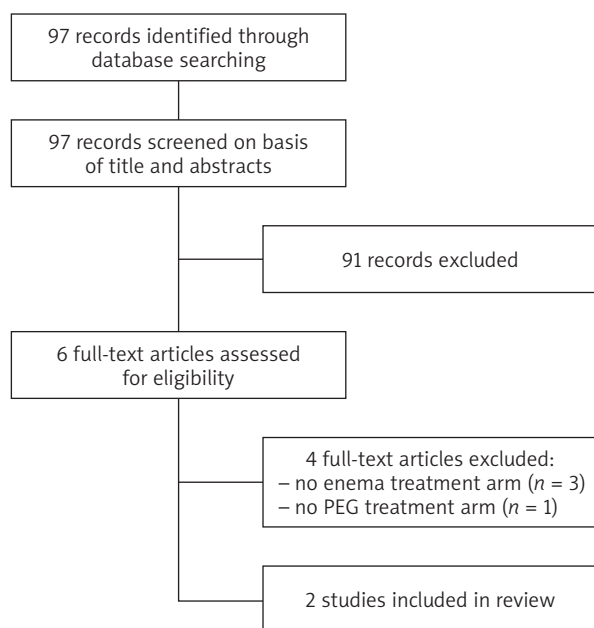 97 records identified through
database searching
97 records screened on basis
of title and abstracts
91 records excluded
6 full-text articles assessed
for eligibility
4 full-text articles excluded:
– no enema treatment arm (n = 3)
– no PEG treatment arm (n = 1)
2 studies included in review